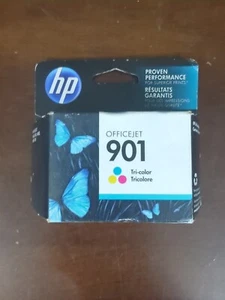 hp
PROVEN
PERFORMANCE
RÉSULTATS
GARANTIS
OFFICEJET
901
Tri-color
Tricolore